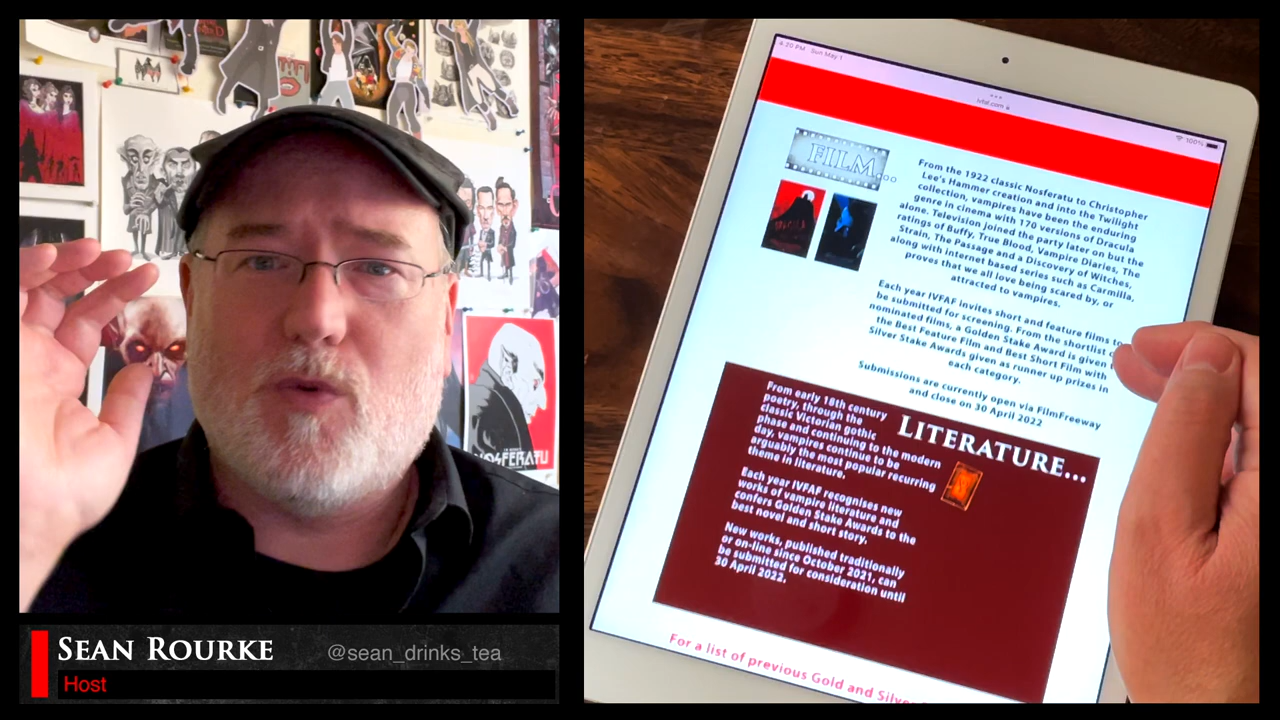 NOSFERATU
SEAN ROURKE
@sean_drinks_tea
Host
4:20 PM Sun May 1
ivfaf.com
100%
FILM...
From the 1922 classic Nosferatu to Christopher
Lee's Hammer creation and into the Twilight
collection, vampires have been the enduring
genre in cinema with 170 versions of Dracula
alone. Television joined the party later on but the
ratings of Buffy, True Blood, Vampire Diaries, The
Strain, The Passage and a Discovery of Witches,
along with internet based series such as Carmilla,
proves that we all love being scared by, or
attracted to vampires.
Each year IVFAF invites short and feature films to
be submitted for screening. From the shortlist
nominated films, a Golden Stake Award is given
the Best Feature Film and Best Short Film with
Silver Stake Awards given as runner up prizes in
each category.
Submissions are currently open via FilmFreeway
and close on 30 April 2022
LITERATURE...
From early 18th century
poetry, through the
classic Victorian gothic
phase and continuing to the modern
day, vampires continue to be
arguably the most popular recurring
theme in literature.
Each year IVFAF recognises new
works of vampire literature and
confers Golden Stake Awards to the
best novel and short story.
New works, published traditionally
or on-line since October 2021, can
be submitted for consideration until
30 April 2022.
For a list of previous Gold and Silver